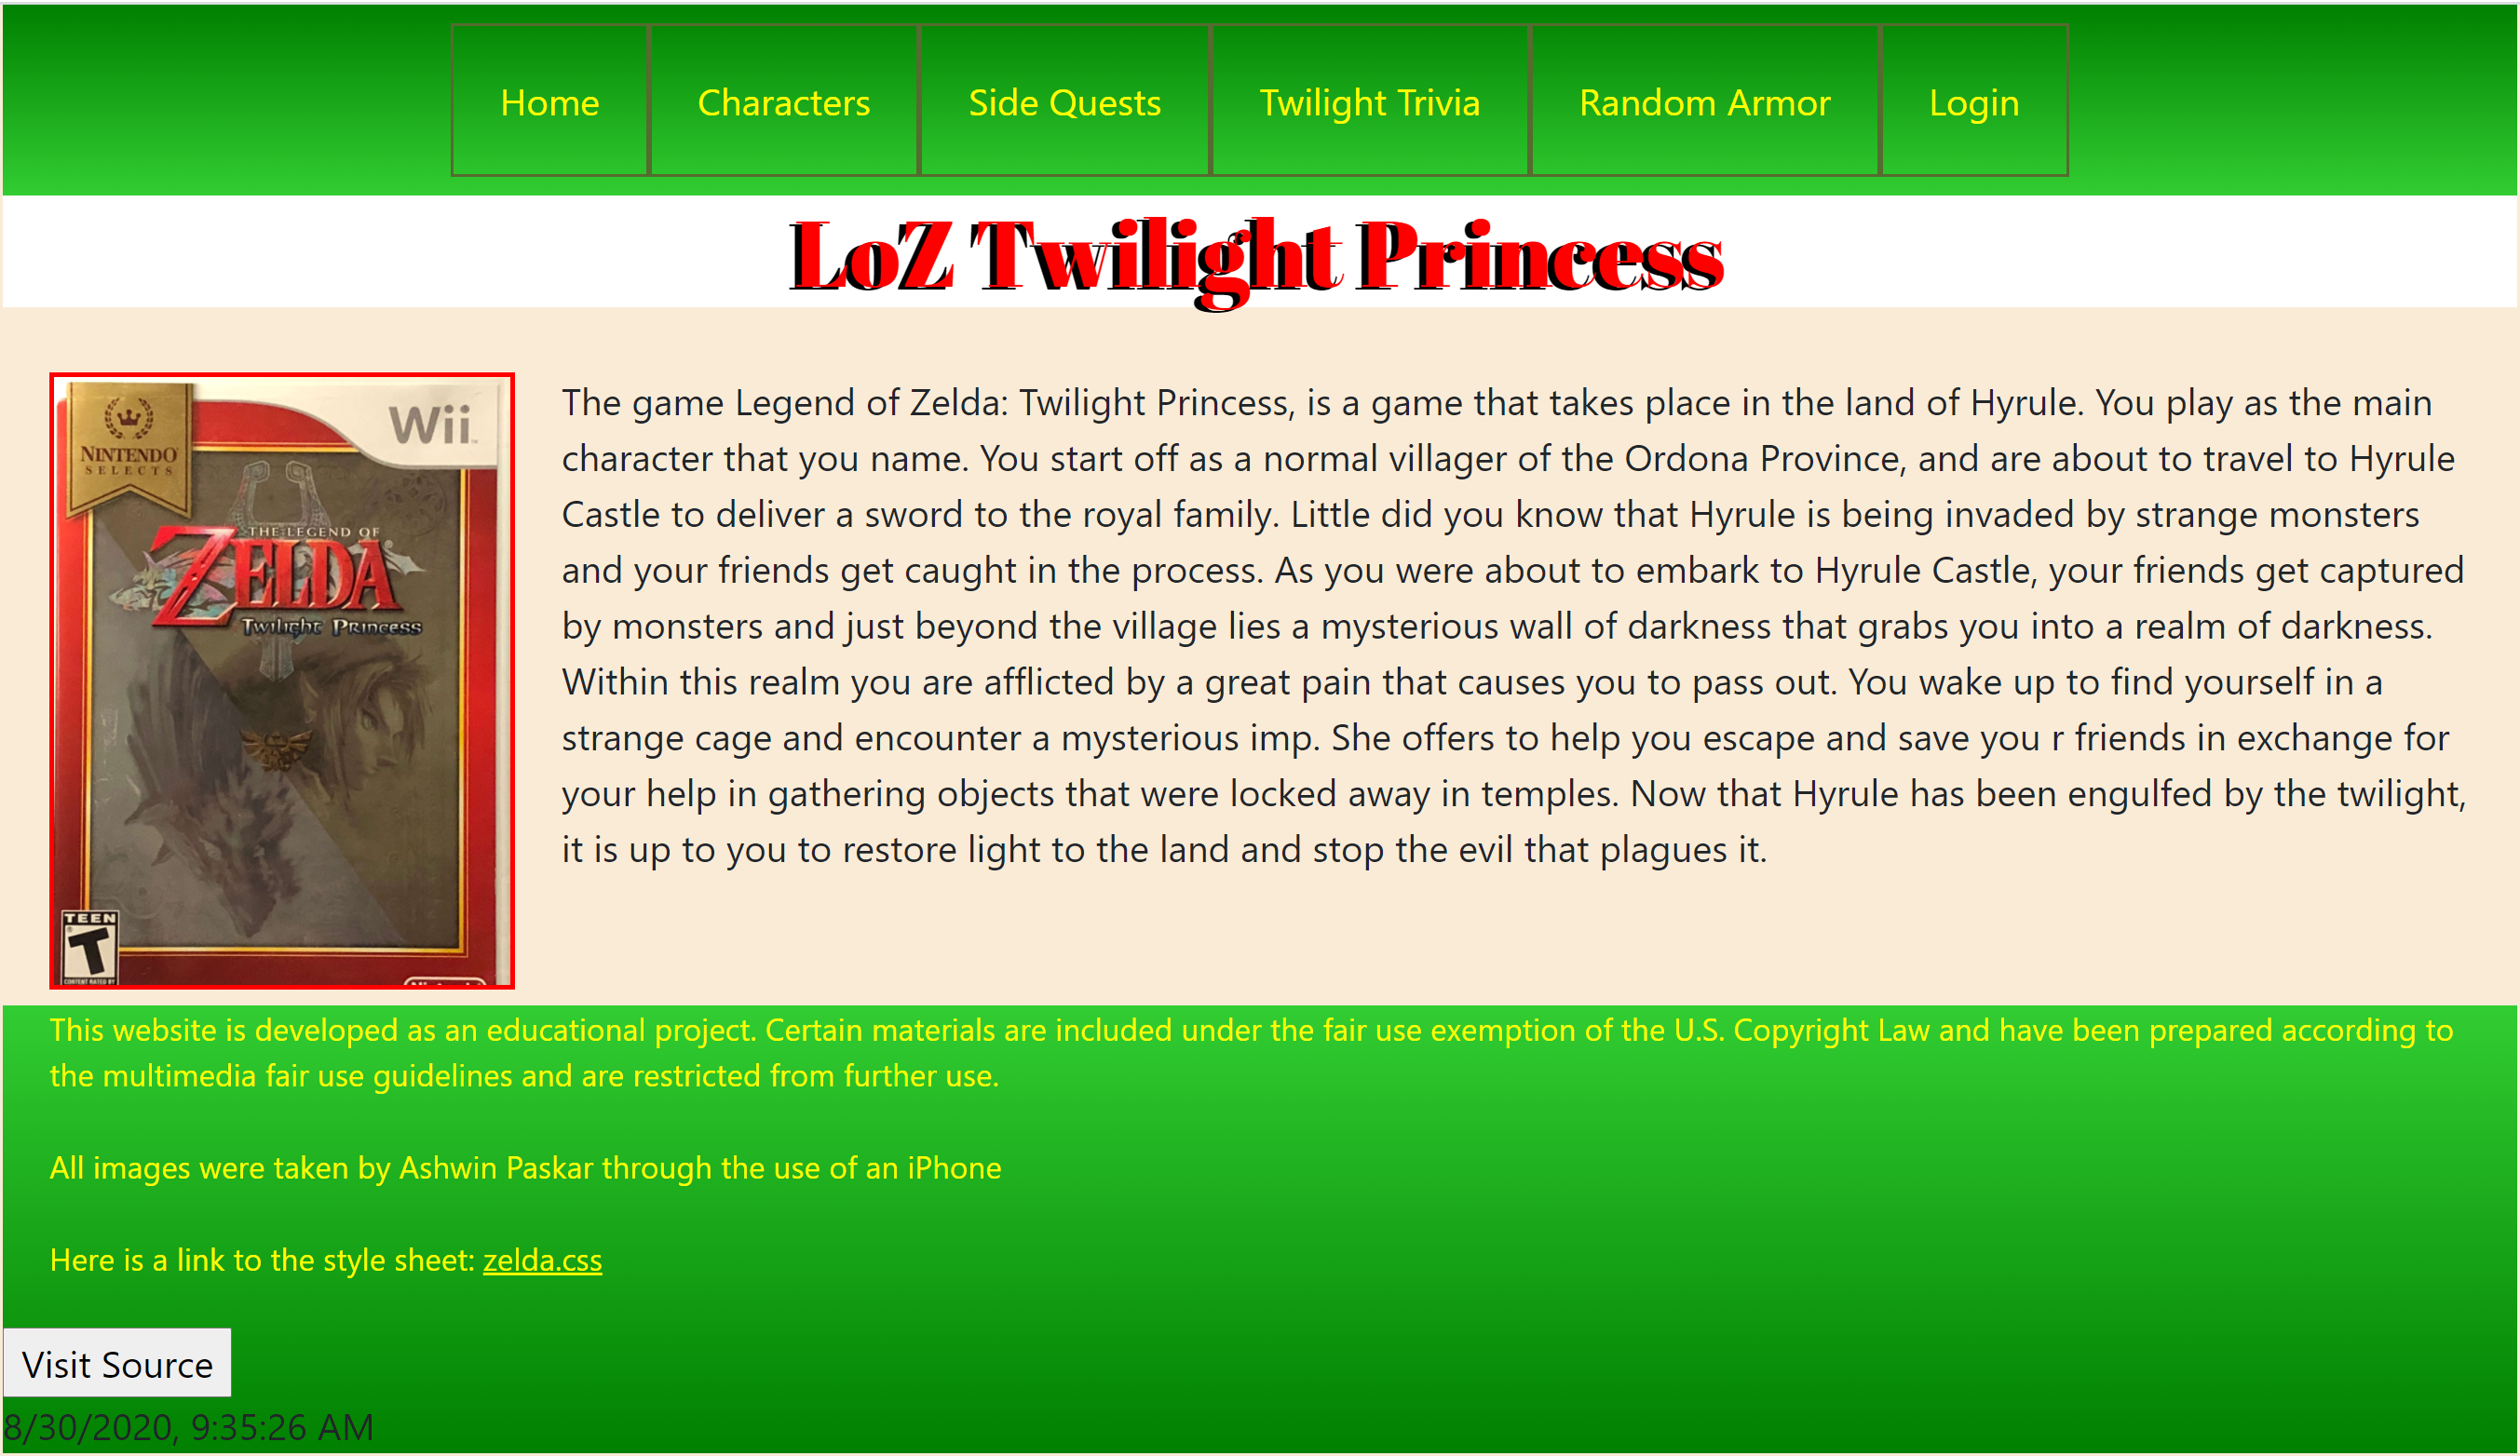 Home Characters Side Quests Twilight Trivia Random Armor Login
LoZ Twilight Princess
Wii
NINTENDO
SELECTS
THE LEGEND OF
ZELDA
Twilight Princess
TEEN
T
CONTENT RATED BY
Nintendo
The game Legend of Zelda: Twilight Princess, is a game that takes place in the land of Hyrule. You play as the main
character that you name. You start off as a normal villager of the Ordona Province, and are about to travel to Hyrule
Castle to deliver a sword to the royal family. Little did you know that Hyrule is being invaded by strange monsters
and your friends get caught in the process. As you were about to embark to Hyrule Castle, your friends get captured
by monsters and just beyond the village lies a mysterious wall of darkness that grabs you into a realm of darkness.
Within this realm you are afflicted by a great pain that causes you to pass out. You wake up to find yourself in a
strange cage and encounter a mysterious imp. She offers to help you escape and save you r friends in exchange for
your help in gathering objects that were locked away in temples. Now that Hyrule has been engulfed by the twilight,
it is up to you to restore light to the land and stop the evil that plagues it.
This website is developed as an educational project. Certain materials are included under the fair use exemption of the U.S. Copyright Law and have been prepared according to
the multimedia fair use guidelines and are restricted from further use.
All images were taken by Ashwin Paskar through the use of an iPhone
Here is a link to the style sheet: zelda.css
Visit Source
8/30/2020, 9:35:26 AM